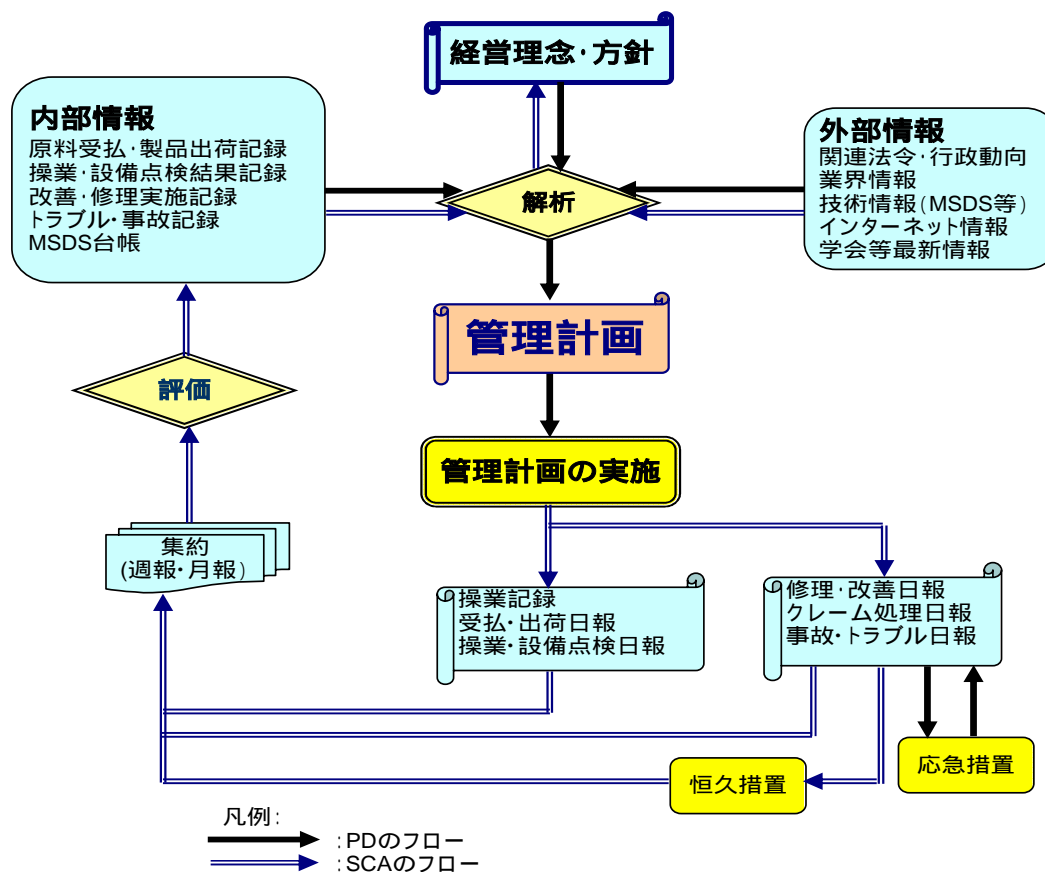 経営理念・方針
内部情報
原料受払・製品出荷記録
操業・設備点検結果記録
改善・修理実施記録
トラブル・事故記録
MSDS台帳
外部情報
関連法令・行政動向
業界情報
技術情報(MSDS等)
インターネット情報
学会等最新情報
解析
管理計画
評価
管理計画の実施
集約
(週報・月報)
操業記録
受払・出荷日報
操業・設備点検日報
修理・改善日報
クレーム処理日報
事故・トラブル日報
応急措置
恒久措置
凡例:
:PDのフロー
:SCAのフロー